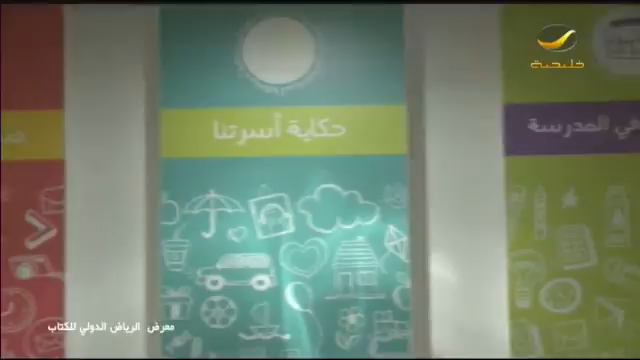 خليجية
حكاية أسرتنا
في المدرسة
معرض الرياض الدولي للكتاب